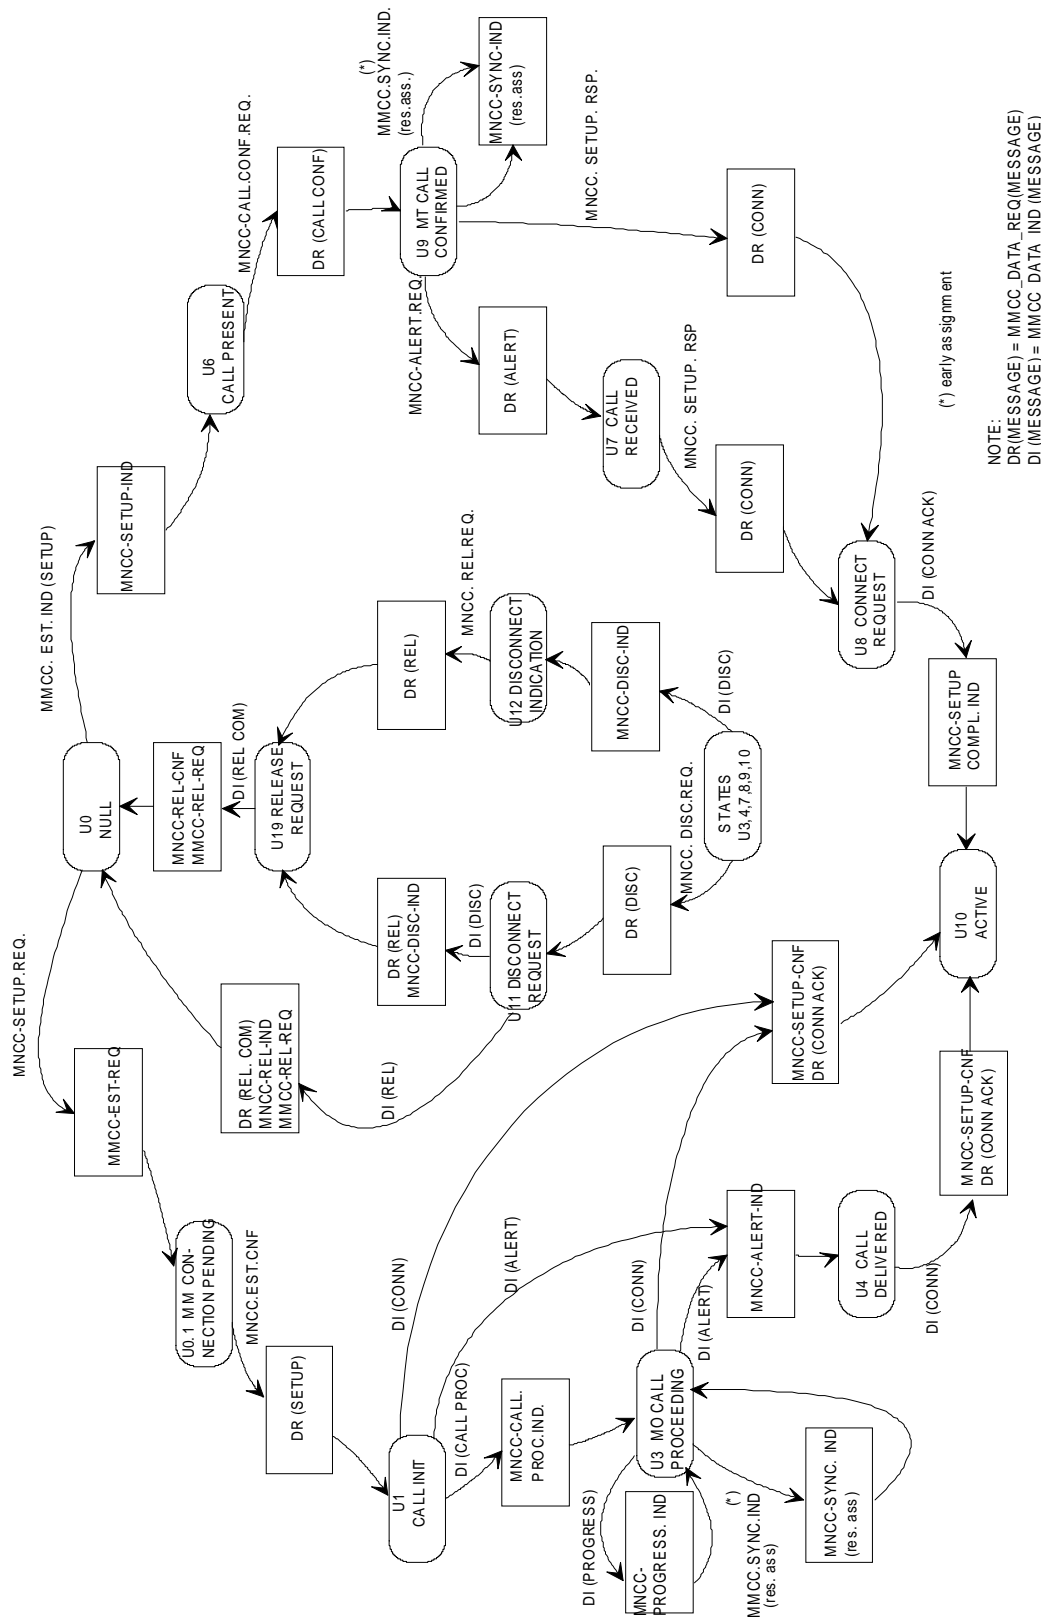 MNCC-SETUP.REQ.
MMCC. EST. IND (SETUP)
U0
NULL
MMCC-EST-REQ
MNCC-SETUP-IND
U0.1 MM CON-
NECTION PENDING
DR (REL. COM)
MNCC-REL-IND
MMCC-REL-REQ
MNCC-REL-CNF
MMCC-REL-REQ
U6
CALL PRESENT
MNCC.EST.CNF
DI (REL COM)
MNCC-CALL.CONF.REQ.
DR (SETUP)
U19 RELEASE
REQUEST
DR (CALL CONF)
DI (REL)
DR (REL)
MNCC-DISC-IND
DR (REL)
MMCC.SYNC.IND.
(*)
(res.ass.)
U1
CALL INIT
DI (CONN)
DI (DISC)
MNCC. REL.REQ.
MNCC-ALERT.REQ.
U9 MT CALL
CONFIRMED
DI (CALL PROC)
DI (ALERT)
U11 DISCONNECT
REQUEST
U12 DISCONNECT
INDICATION
DR (ALERT)
MNCC-SYNC-IND
(res.ass)
MNCC-CALL.
PROC.IND.
MNCC. SETUP. RSP.
DI (PROGRESS)
DR (DISC)
MNCC-DISC-IND
U7 CALL
RECEIVED
MNCC-
PROGRESS. IND
U3 MO CALL
PROCEEDING
DI (CONN)
MNCC. DISC.REQ.
DI (DISC)
MNCC. SETUP. RSP
DI (ALERT)
STATES
U3,4,7,8,9,10
DR (CONN)
DR (CONN)
(*)
MMCC.SYNC.IND
(res. ass)
MNCC-ALERT-IND
MNCC-SETUP-CNF
DR (CONN ACK)
MNCC-SYNC. IND
(res. ass)
U4 CALL
DELIVERED
U8 CONNECT
REQUEST
DI (CONN)
DI (CONN ACK)
MNCC-SETUP-CNF
DR (CONN ACK)
U10
ACTIVE
MNCC-SETUP
COMPL. IND
(*) early assignment
NOTE:
DR(MESSAGE) = MMCC_DATA_REQ(MESSAGE)
DI (MESSAGE) = MMCC_DATA_IND (MESSAGE)